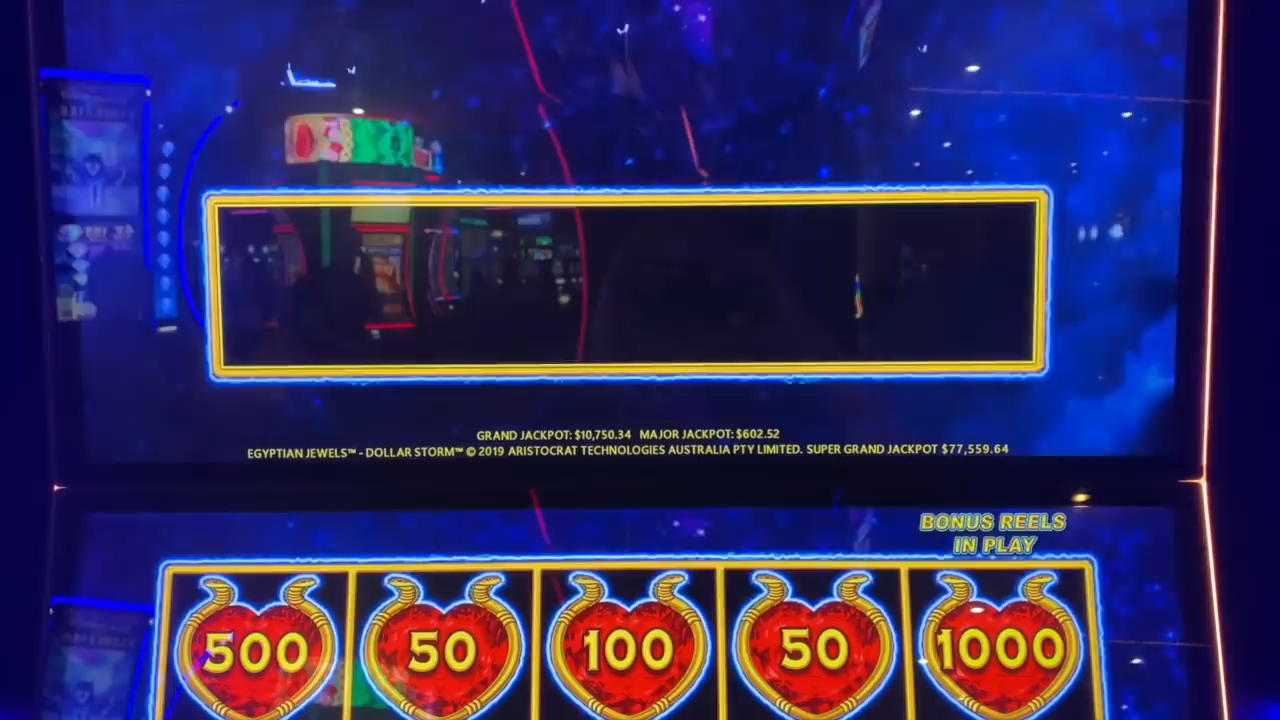 GRAND JACKPOT: $10,750.34 MAJOR JACKPOT: $602.52
EGYPTIAN JEWELS™ - DOLLAR STORM™ © 2019 ARISTOCRAT TECHNOLOGIES AUSTRALIA PTY LIMITED. SUPER GRAND JACKPOT $77,559.64
BONUS REELS
IN PLAY
500 50 100 50 1000